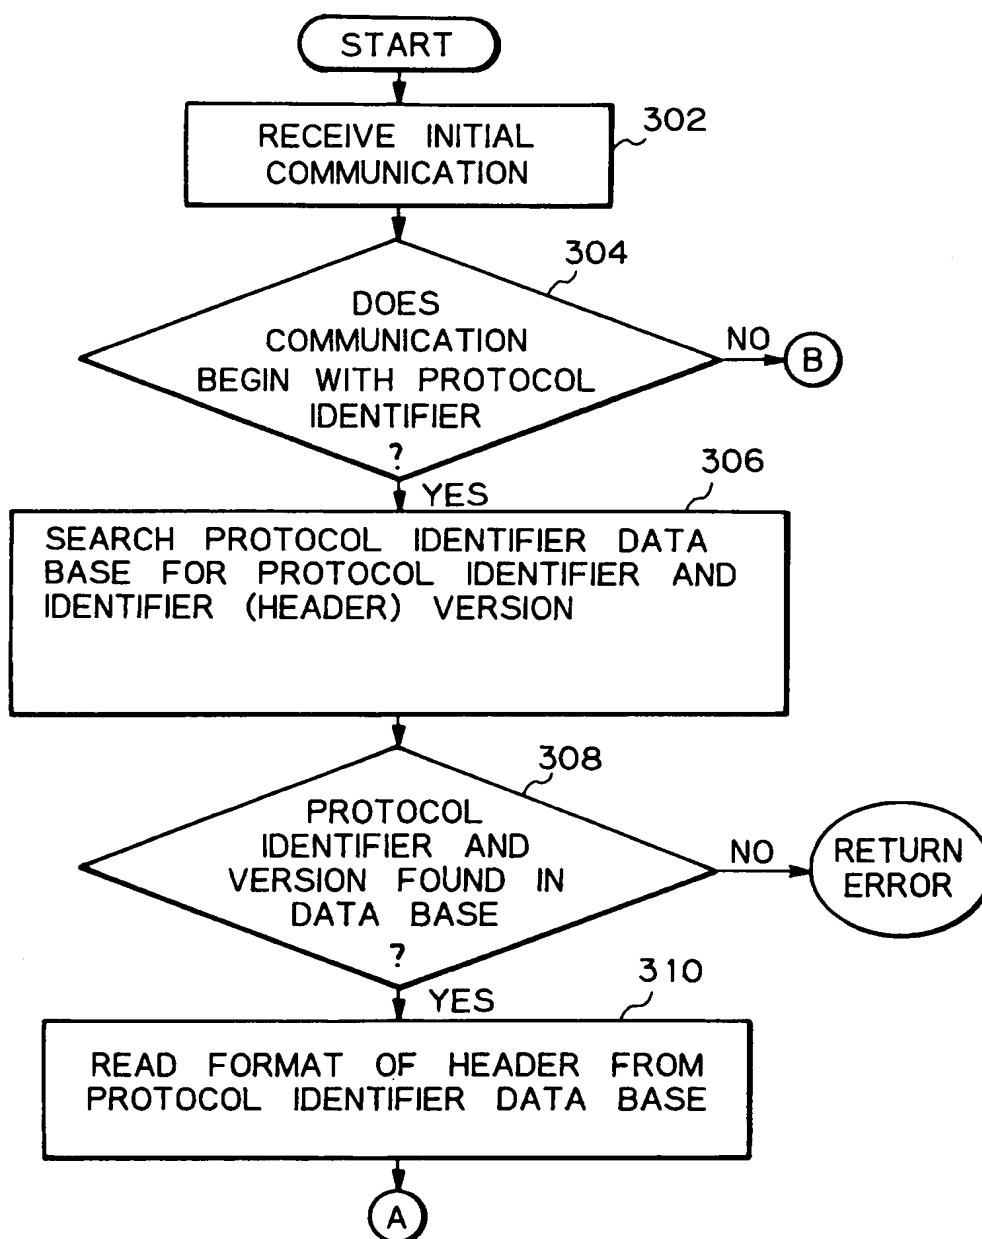 START
302
RECEIVE INITIAL
COMMUNICATION
304
DOES
COMMUNICATION
BEGIN WITH PROTOCOL
IDENTIFIER
?
NO
B
YES
306
SEARCH PROTOCOL IDENTIFIER DATA
BASE FOR PROTOCOL IDENTIFIER AND
IDENTIFIER (HEADER) VERSION
308
PROTOCOL
IDENTIFIER AND
VERSION FOUND IN
DATA BASE
?
NO
RETURN
ERROR
YES
310
READ FORMAT OF HEADER FROM
PROTOCOL IDENTIFIER DATA BASE
A